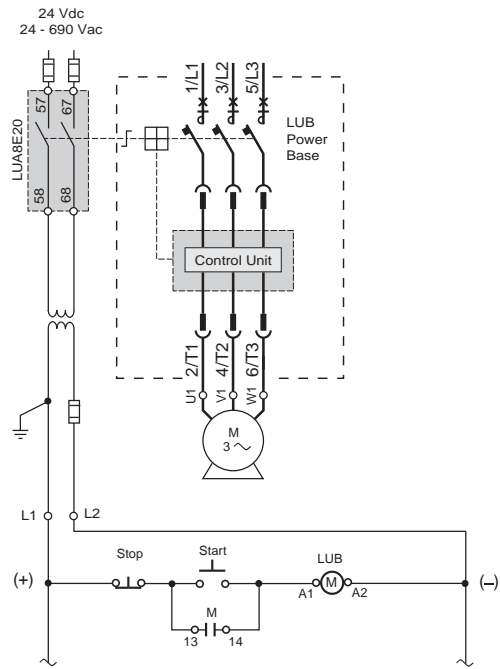 24 Vdc
24 - 690 Vac
57
67
LUA8E20
58
68
1/L1
3/L2
5/L3
LUB
Power
Base
Control Unit
2/T1
4/T2
6/T3
U1
V1
W1
M
3 ~
L1
L2
Stop
Start
LUB
(+)
M
A1
A2
(–)
M
13
14